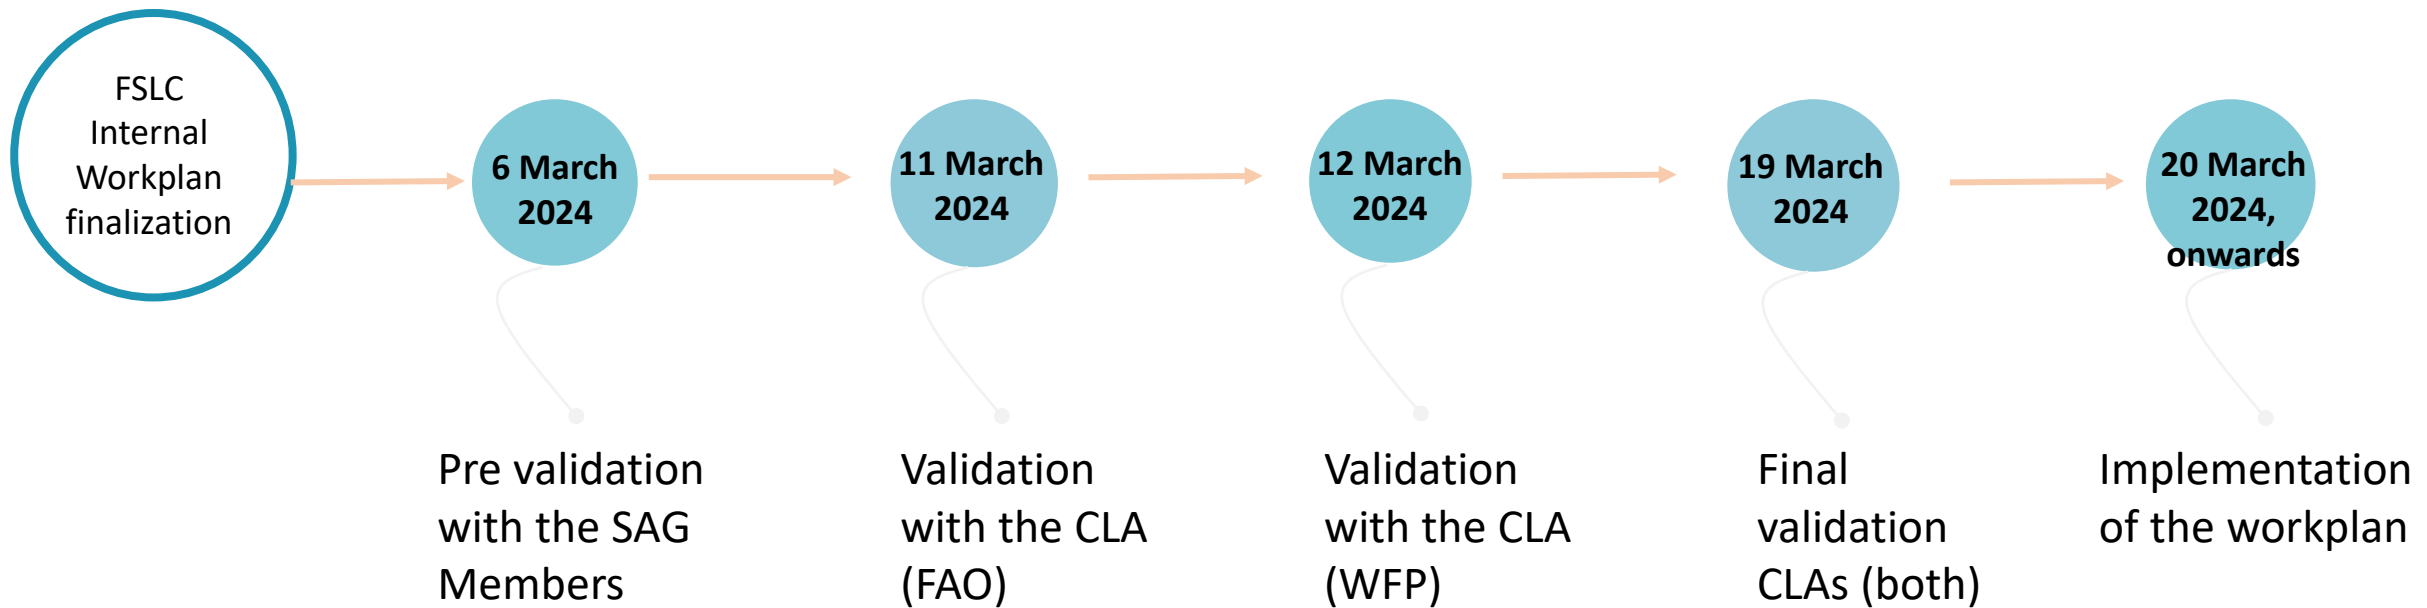 FSLC
Internal
Workplan
finalization
6 March
2024
11 March
2024
12 March
2024
19 March
2024
20 March
2024,
onwards
Pre validation
with the SAG
Members
Validation
with the CLA
(FAO)
Validation
with the CLA
(WFP)
Final
validation
CLAs (both)
Implementation
of the workplan